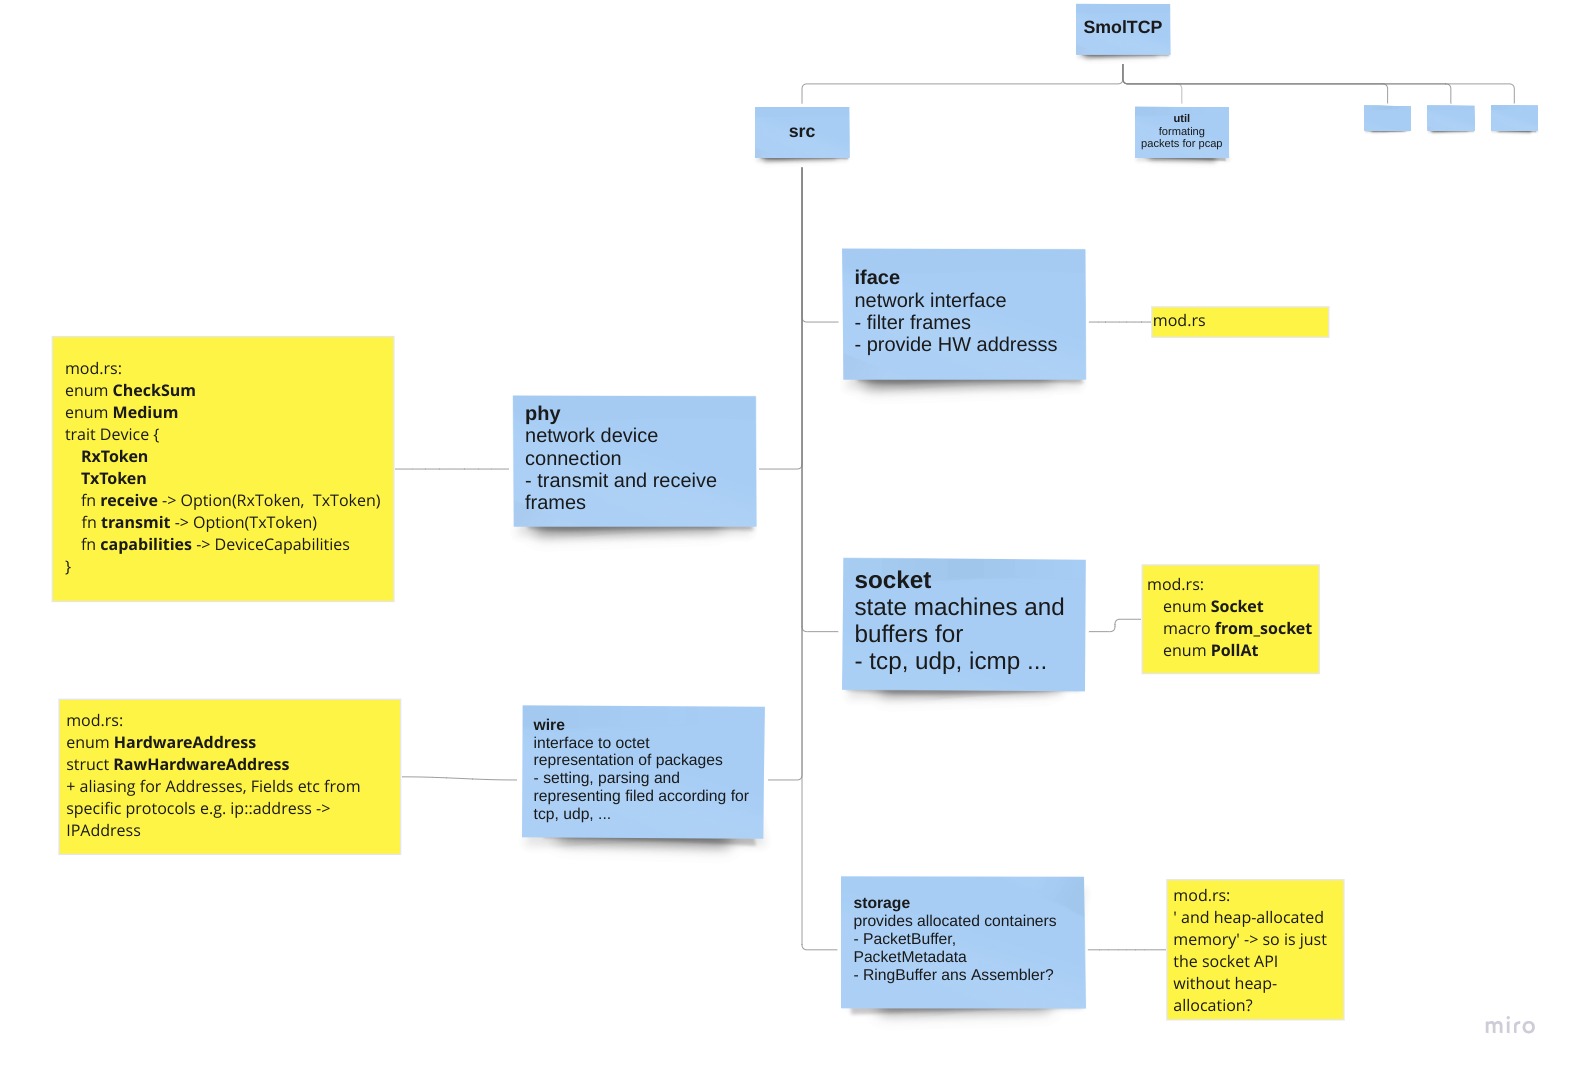 SmolTCP
src
util
formating
packets for pcap
iface
network interface
- filter frames
- provide HW addresss
mod.rs
mod.rs:
enum CheckSum
enum Medium
trait Device {
RxToken
TxToken
fn receive -> Option(RxToken,  TxToken)
fn transmit -> Option(TxToken)
fn capabilities -> DeviceCapabilities
}
phy
network device
connection
- transmit and receive
frames
socket
state machines and
buffers for
- tcp, udp, icmp ...
mod.rs:
enum Socket
macro from_socket
enum PollAt
mod.rs:
enum HardwareAddress
struct RawHardwareAddress
+ aliasing for Addresses, Fields etc from
specific protocols e.g. ip::address ->
IPAddress
wire
interface to octet
representation of packages
- setting, parsing and
representing filed according for
tcp, udp, ...
storage
provides allocated containers
- PacketBuffer,
PacketMetadata
- RingBuffer ans Assembler?
mod.rs:
' and heap-allocated
memory' -> so is just
the socket API
without heap-
allocation?
miro